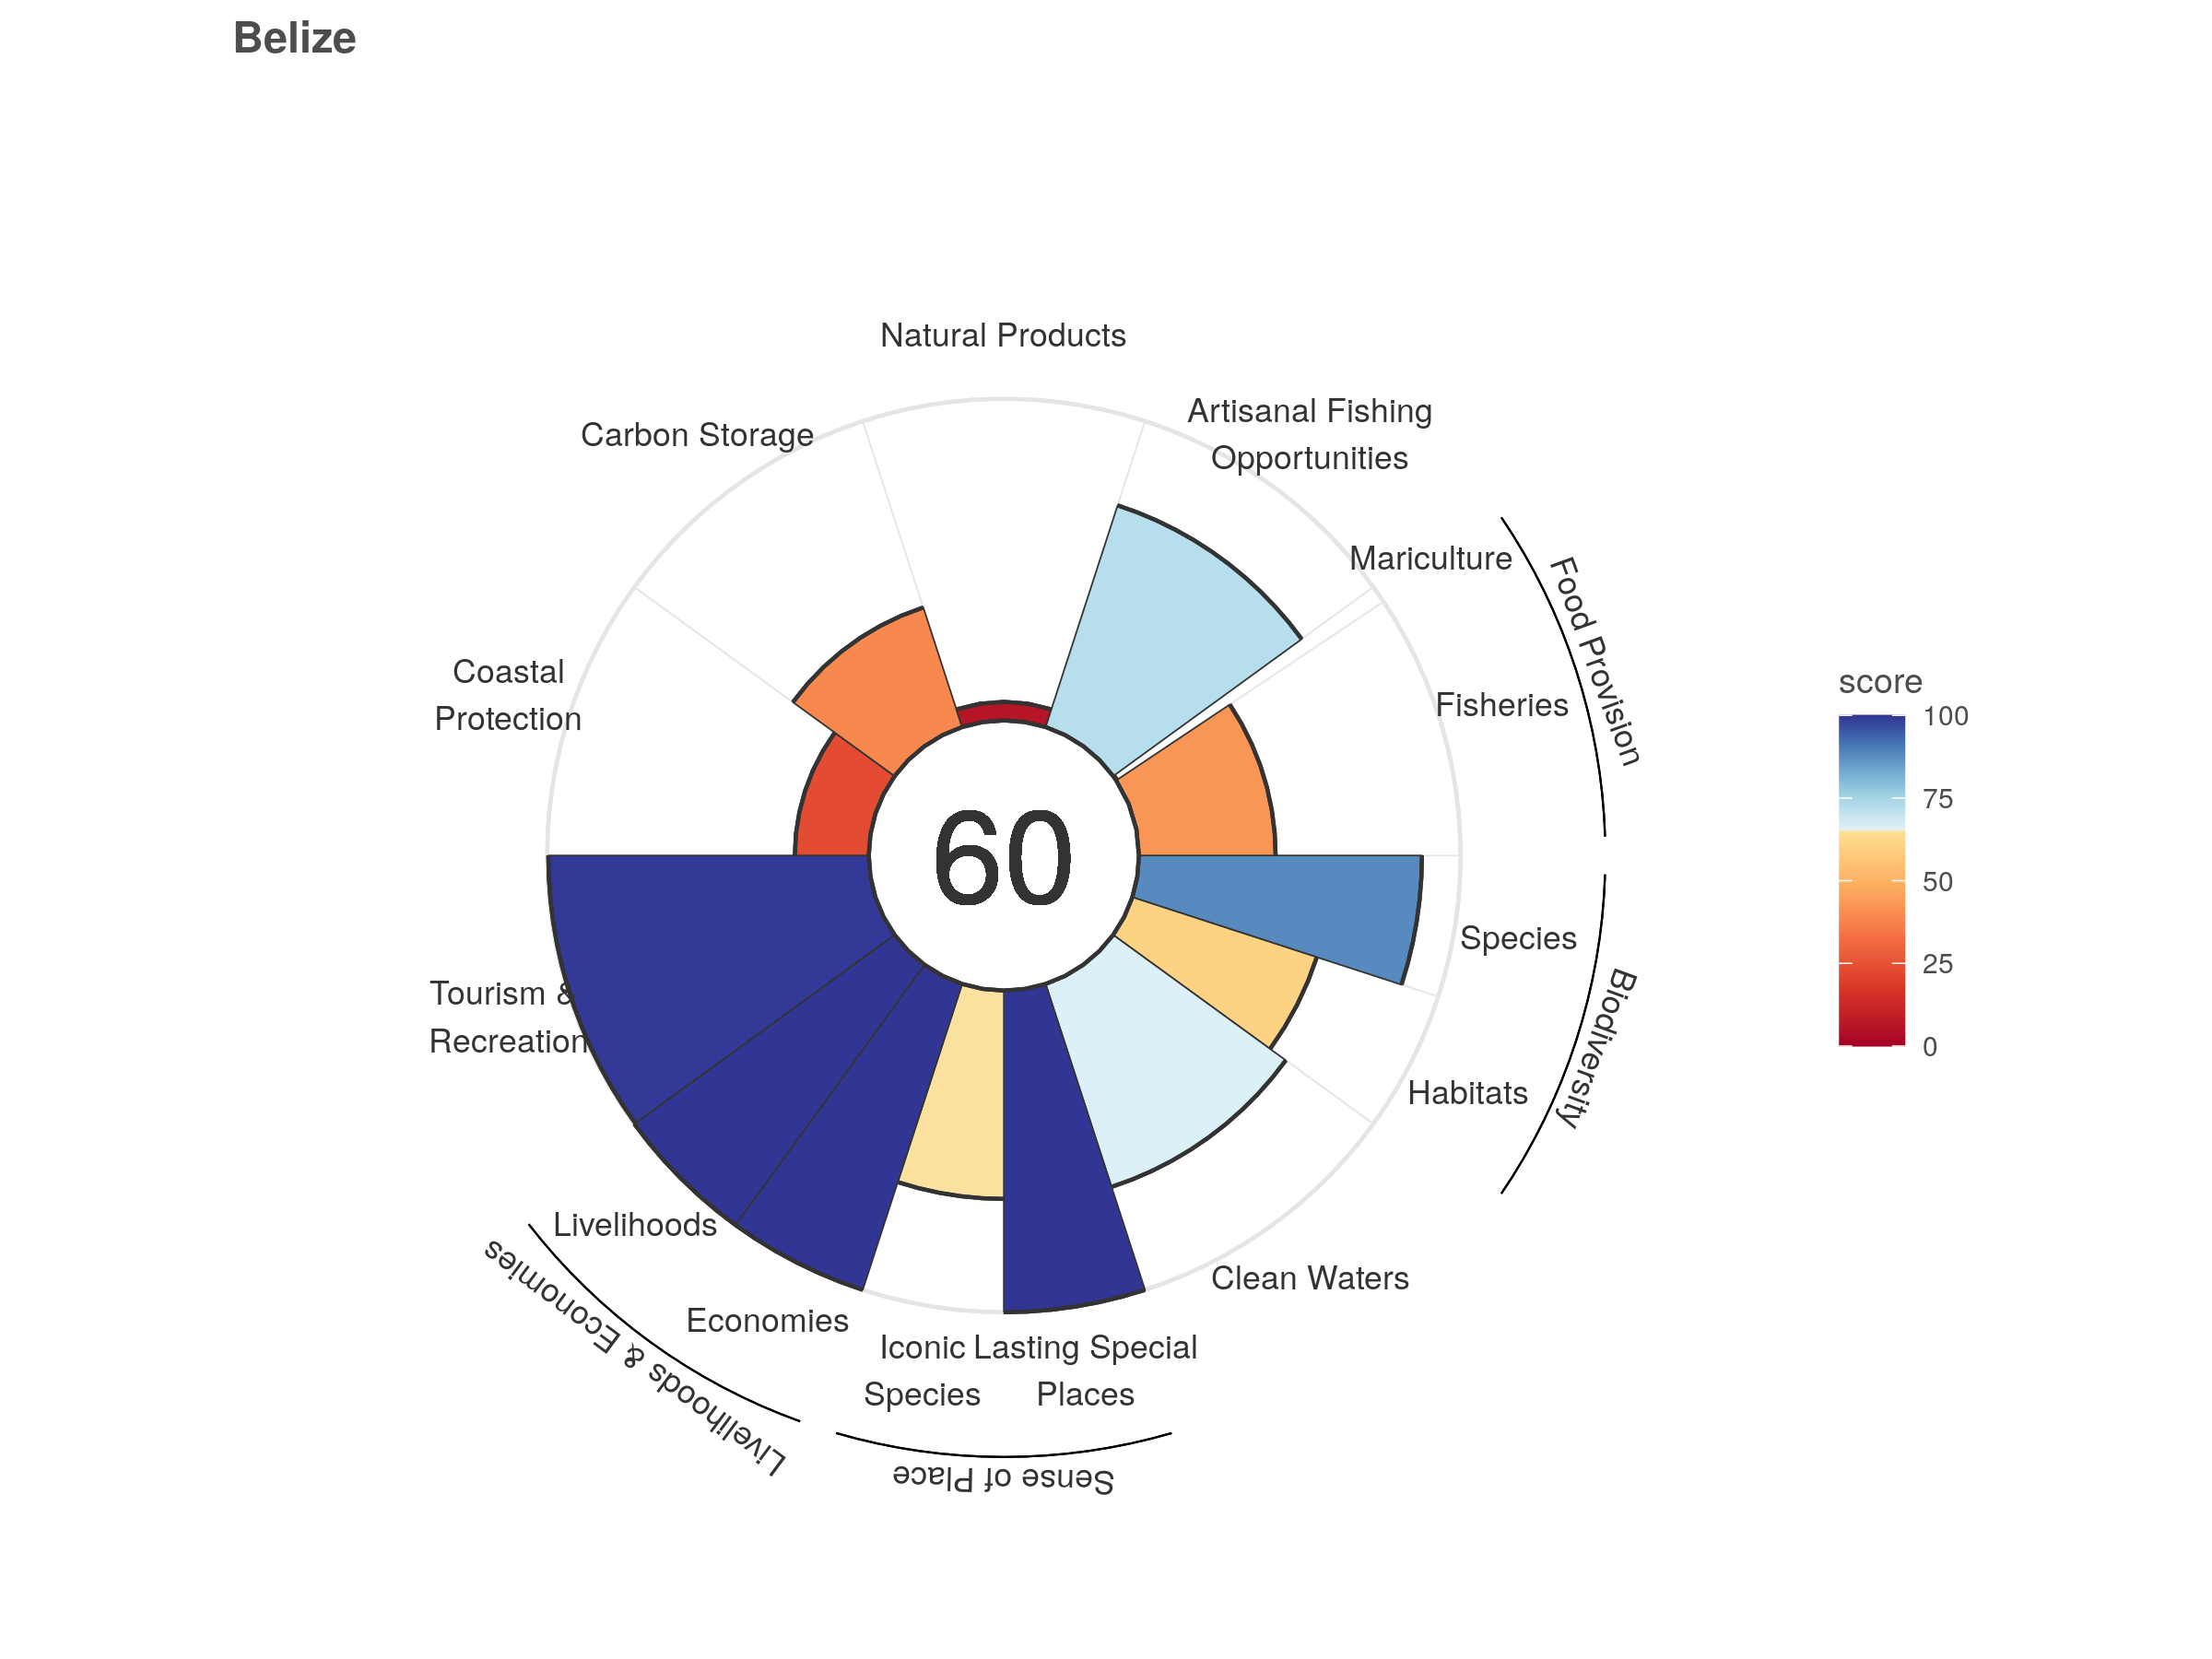 Belize
Natural Products
Artisanal Fishing
Opportunities
Carbon Storage
Mariculture
Food Provision
Fisheries
Coastal
Protection
score
100
75
50
25
0
60
Species
Biodiversity
Habitats
Tourism &
Recreation
Livelihoods
Clean Waters
Economies
Iconic
Species
Lasting Special
Places
Livelihoods & Economies
Sense of Place